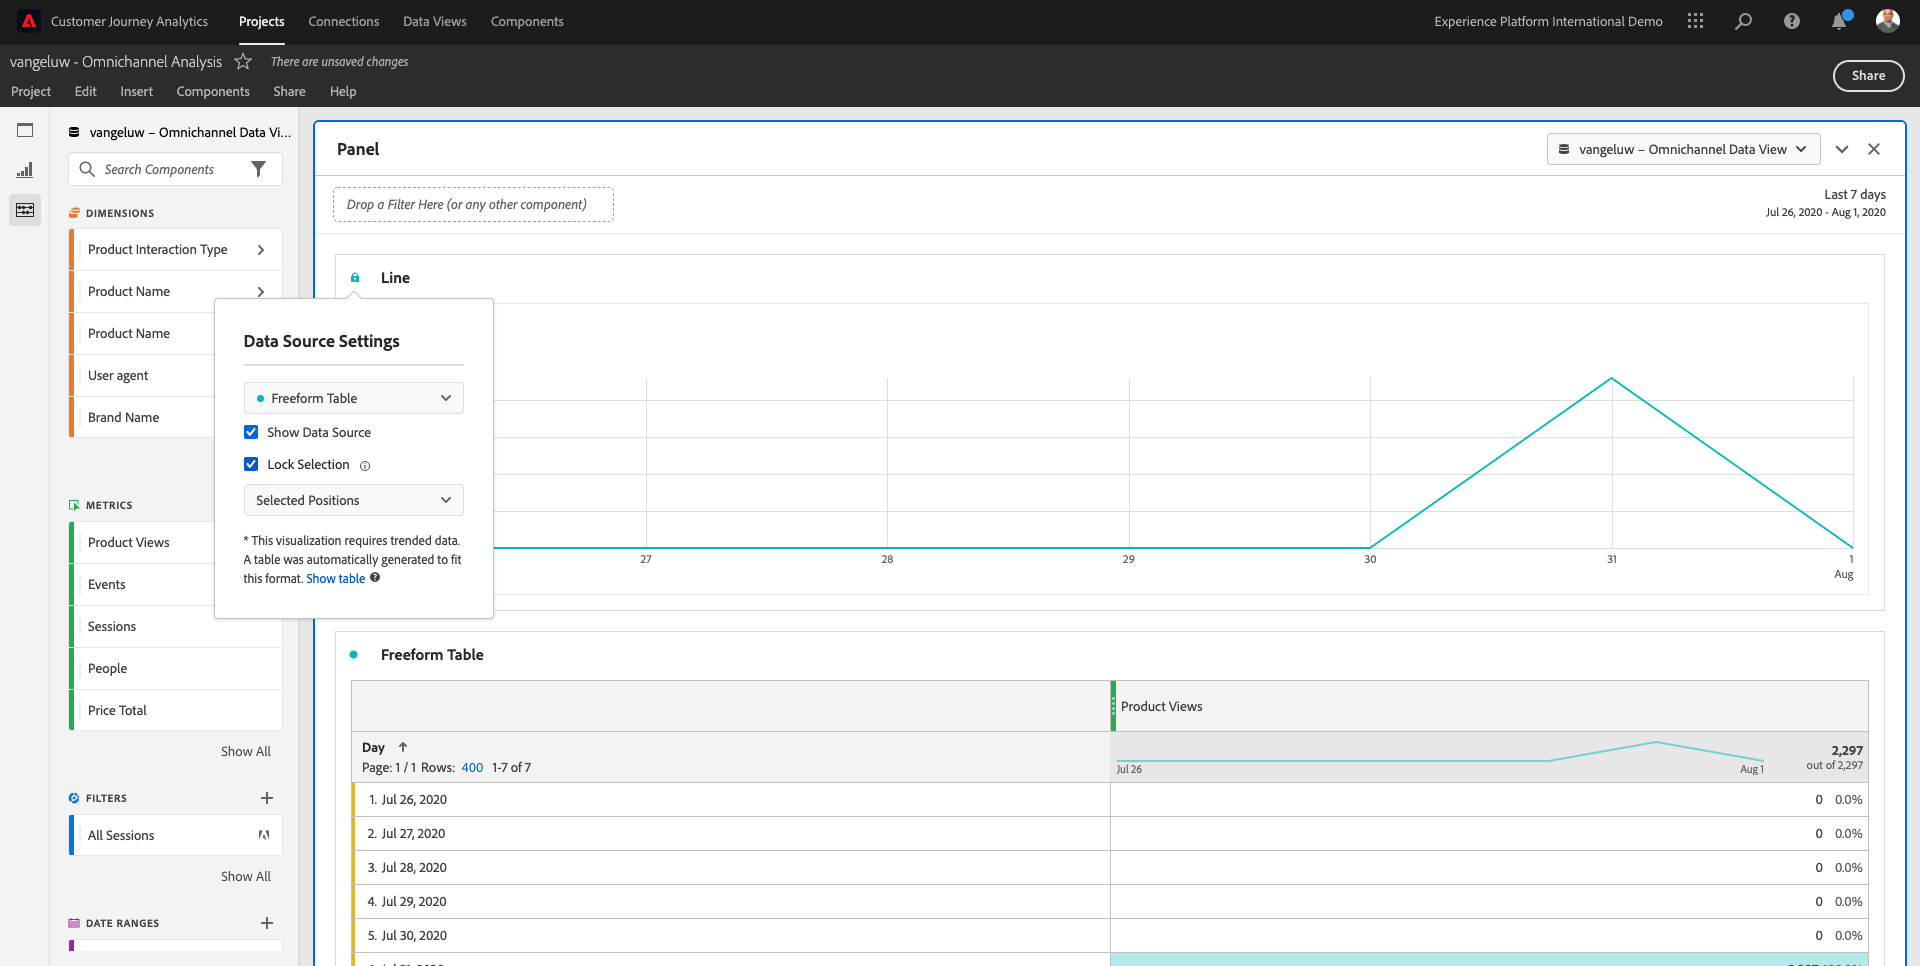 Customer Journey Analytics
Projects
Connections
Data Views
Components
Experience Platform International Demo
vangeluw - Omnichannel Analysis
There are unsaved changes
Share
Project
Edit
Insert
Components
Share
Help
vangeluw – Omnichannel Data Vi...
Search Components
DIMENSIONS
Product Interaction Type
Product Name
Product Name
User agent
Brand Name
METRICS
Product Views
Events
Sessions
People
Price Total
Show All
FILTERS
All Sessions
Show All
DATE RANGES
Panel
vangeluw – Omnichannel Data View
Drop a Filter Here (or any other component)
Last 7 days
Jul 26, 2020 - Aug 1, 2020
Line
Data Source Settings
Freeform Table
Show Data Source
Lock Selection
Selected Positions
* This visualization requires trended data.
A table was automatically generated to fit
this format. Show table
27
28
29
30
31
1
Aug
Freeform Table
Product Views
Day
Page: 1 / 1 Rows: 400 1-7 of 7
Jul 26
Aug 1
2,297
out of 2,297
1. Jul 26, 2020 0 0.0%
2. Jul 27, 2020 0 0.0%
3. Jul 28, 2020 0 0.0%
4. Jul 29, 2020 0 0.0%
5. Jul 30, 2020 0 0.0%